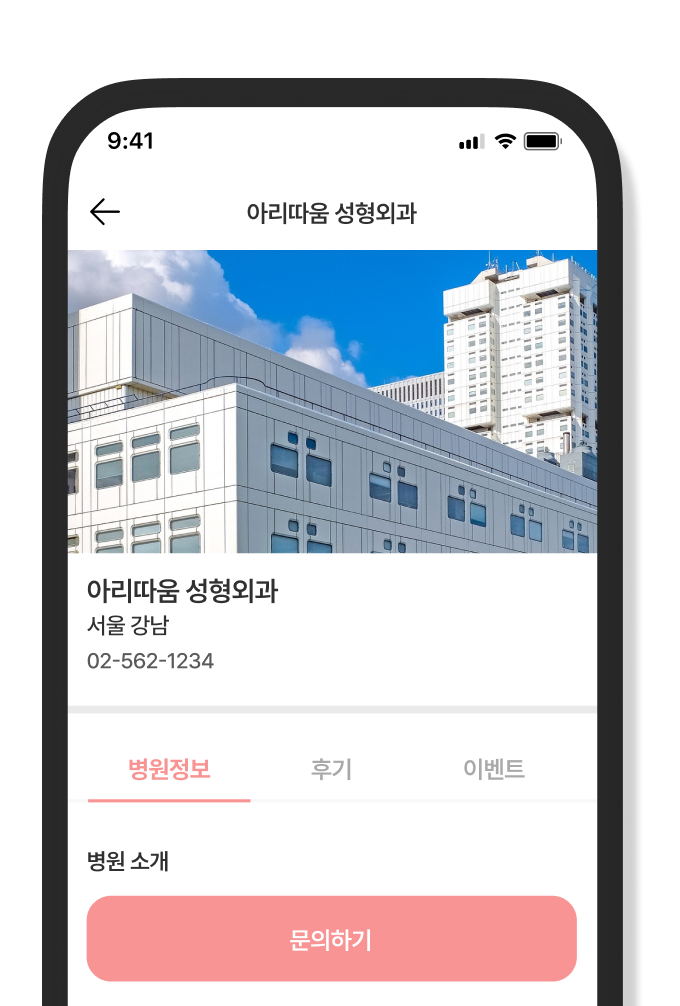 9:41
아리따움 성형외과
아리따움 성형외과
서울 강남
02-562-1234
병원정보 후기 이벤트
병원 소개
문의하기